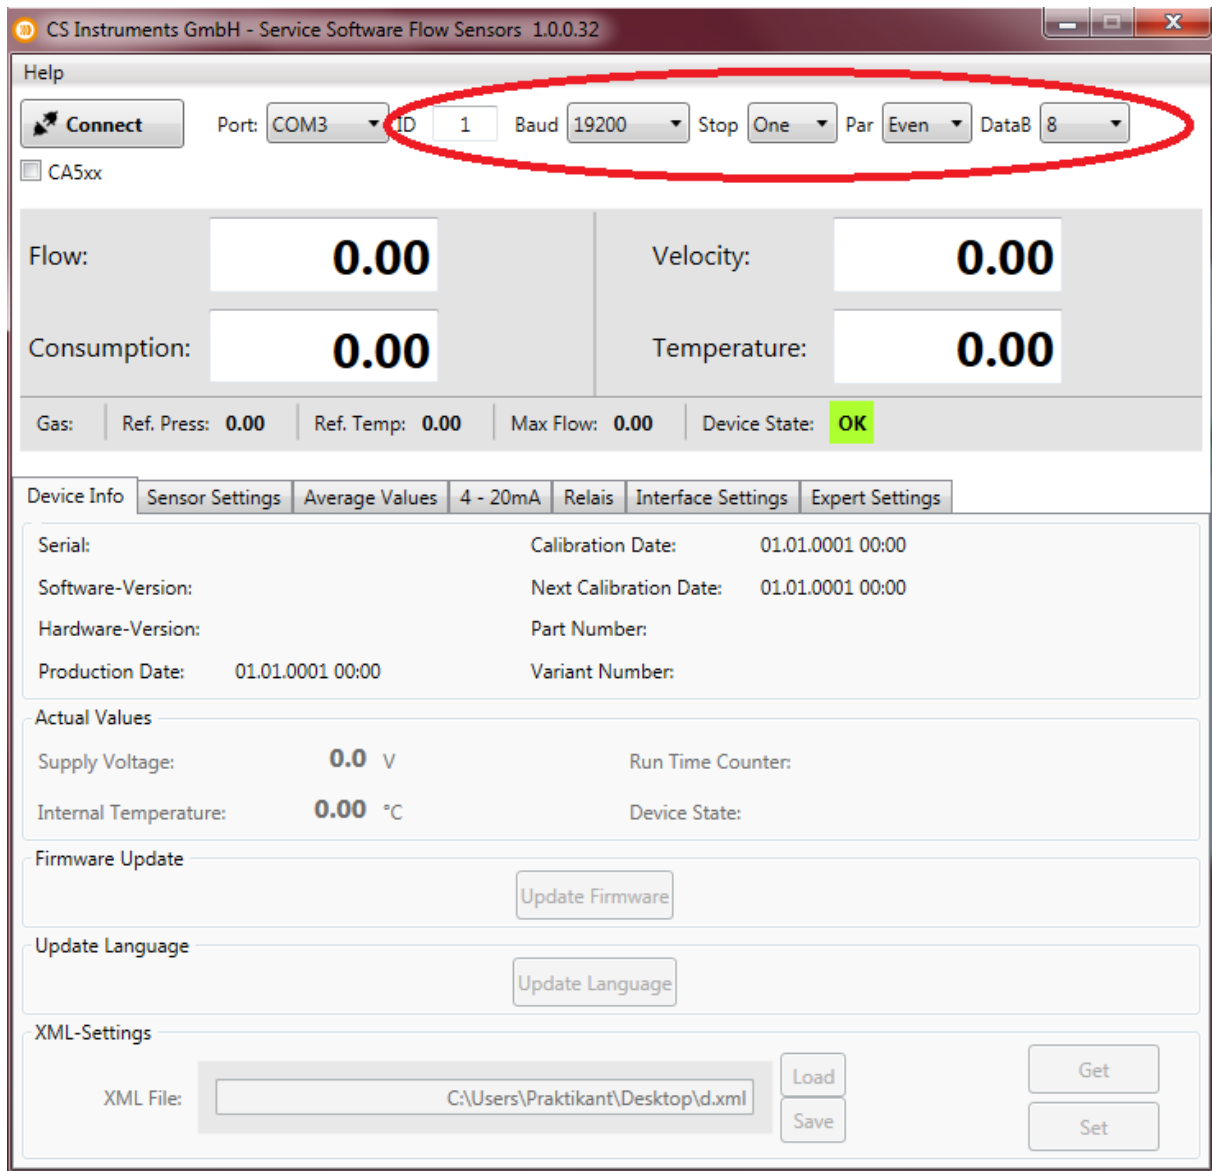 CS Instruments GmbH - Service Software Flow Sensors 1.0.0.32
Help
Connect Port: COM3 ID 1 Baud 19200 Stop One Par Even DataB 8
CA5xx
Flow: 0.00 Velocity: 0.00
Consumption: 0.00 Temperature: 0.00
Gas: Ref. Press: 0.00 Ref. Temp: 0.00 Max Flow: 0.00 Device State: OK
Device Info Sensor Settings Average Values 4 - 20mA Relais Interface Settings Expert Settings
Serial: Calibration Date: 01.01.0001 00:00
Software-Version: Next Calibration Date: 01.01.0001 00:00
Hardware-Version: Part Number:
Production Date: 01.01.0001 00:00 Variant Number:
Actual Values
Supply Voltage: 0.0 V Run Time Counter:
Internal Temperature: 0.00 °C Device State:
Firmware Update
Update Firmware
Update Language
Update Language
XML-Settings
XML File: C:\Users\Praktikant\Desktop\d.xml Load Get
Save Set